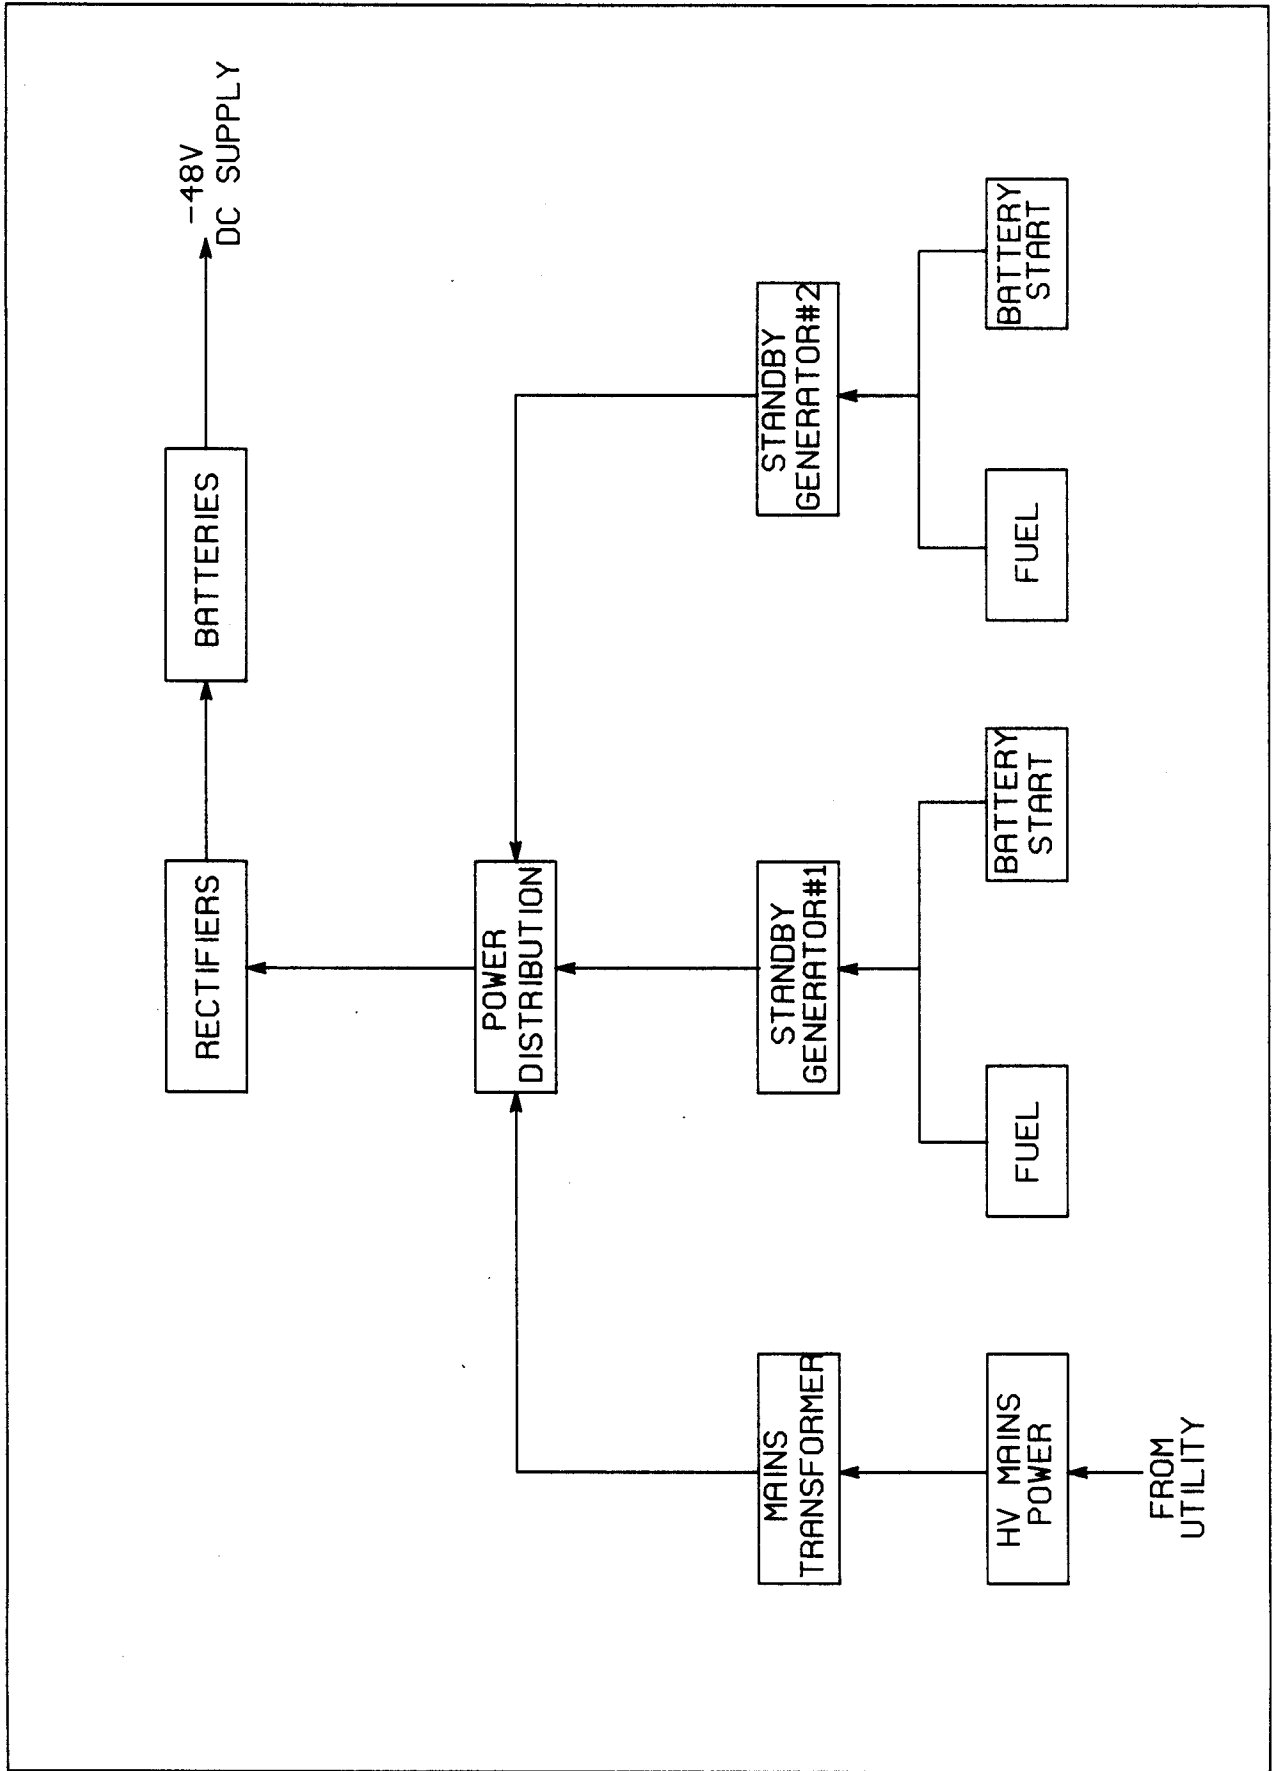 -48V
DC SUPPLY
RECTIFIERS
BATTERIES
POWER
DISTRIBUTION
MAINS
TRANSFORMER
STANDBY
GENERATOR#1
STANDBY
GENERATOR#2
HV MAINS
POWER
FUEL
BATTERY
START
FUEL
BATTERY
START
FROM
UTILITY